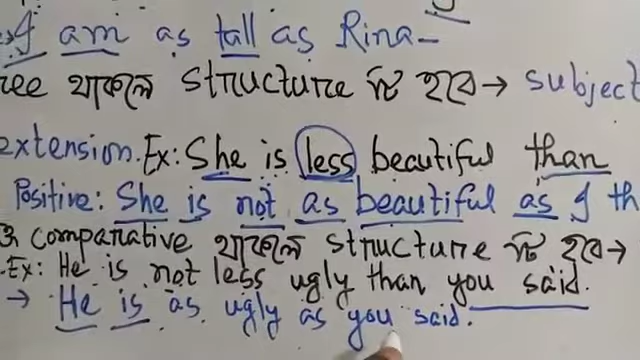 I am as tall as Rina-
থাকলে structure টি হবে→ subject
extension. Ex: She is less beautiful than
Positive: She is not as beautiful as I th
ও comparative থাকলে structure টি হবে→
Ex: He is not less ugly than you said.
→ He is as ugly as you said.